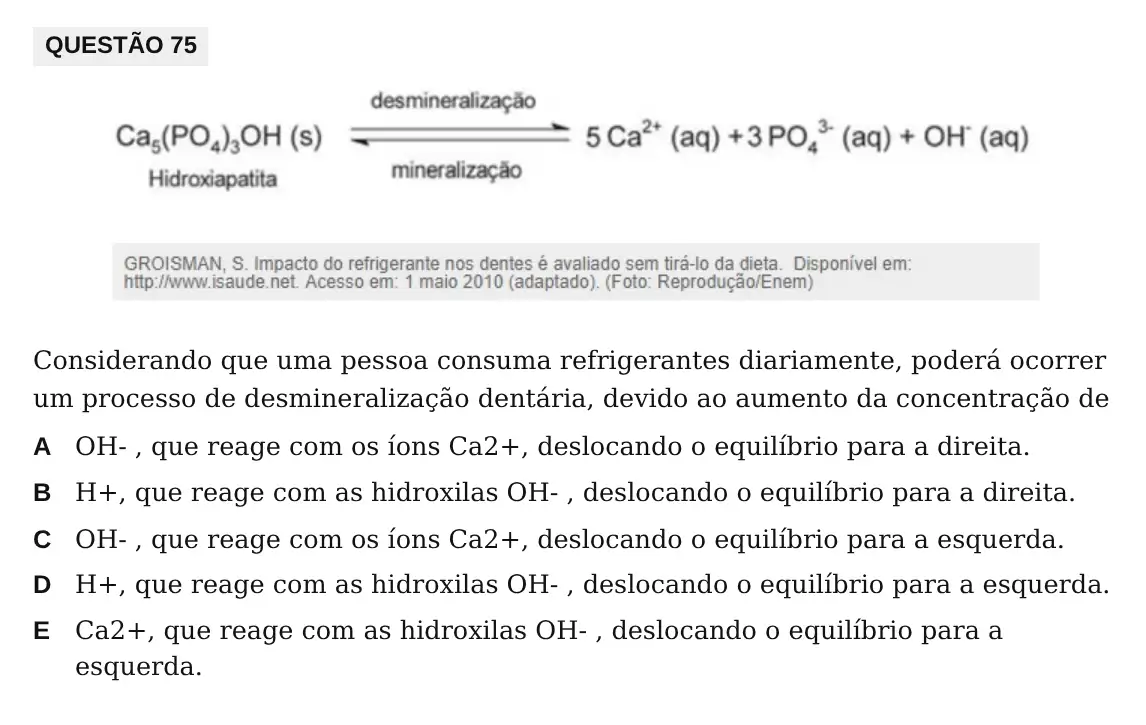 QUESTÃO 75
desmineralização
Ca₅(PO₄)₃OH (s) ⇌ 5 Ca²⁺ (aq) + 3 PO₄³⁻ (aq) + OH⁻ (aq)
Hidroxiapatita
mineralização
GROISMAN, S. Impacto do refrigerante nos dentes é avaliado sem tirá-lo da dieta. Disponível em:
http://www.isaude.net. Acesso em: 1 maio 2010 (adaptado). (Foto: Reprodução/Enem)
Considerando que uma pessoa consuma refrigerantes diariamente, poderá ocorrer
um processo de desmineralização dentária, devido ao aumento da concentração de
A OH- , que reage com os íons Ca2+, deslocando o equilíbrio para a direita.
B H+, que reage com as hidroxilas OH- , deslocando o equilíbrio para a direita.
C OH- , que reage com os íons Ca2+, deslocando o equilíbrio para a esquerda.
D H+, que reage com as hidroxilas OH- , deslocando o equilíbrio para a esquerda.
E Ca2+, que reage com as hidroxilas OH- , deslocando o equilíbrio para a
esquerda.